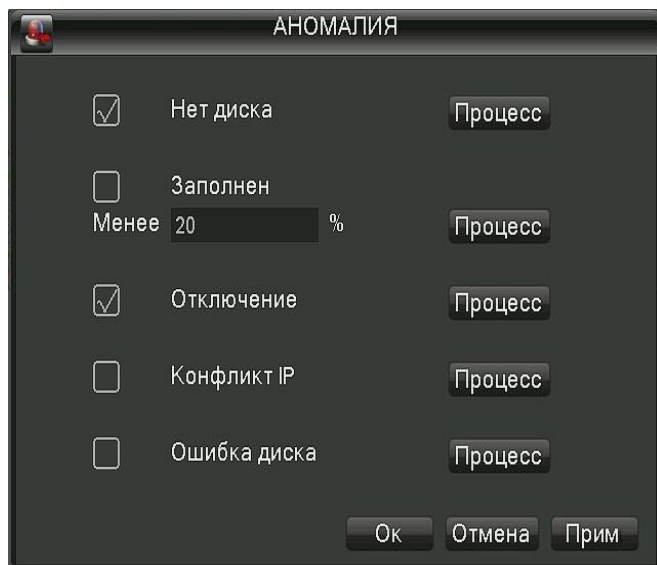 АНОМАЛИЯ
Нет диска Процесс
Заполнен
Менее 20 % Процесс
Отключение Процесс
Конфликт IP Процесс
Ошибка диска Процесс
Ок Отмена Прим